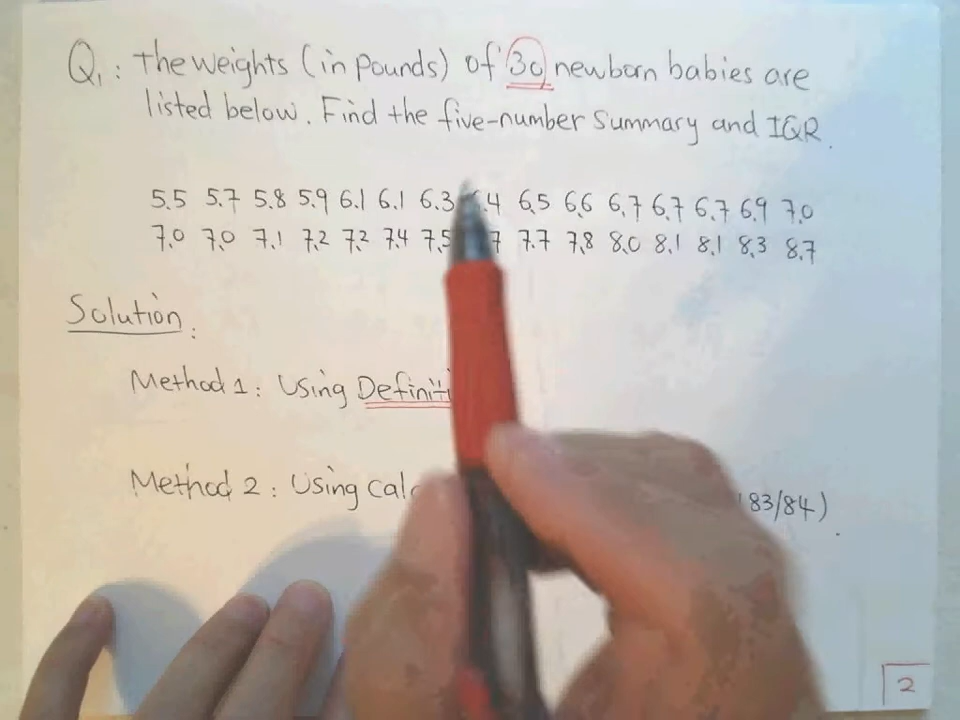 Q1: the weights (in pounds) of 30 newborn babies are
listed below. Find the five-number Summary and IQR.
5.5 5.7 5.8 5.9 6.1 6.1 6.3 .4 6.5 6.6 6.7 6.7 6.7 6.9 7.0
7.0 7.0 7.1 7.2 7.2 7.4 7.5 7 7.7 7.8 8.0 8.1 8.1 8.3 8.7
Solution:
Method 1: Using
Method 2: Using 83/84).
2